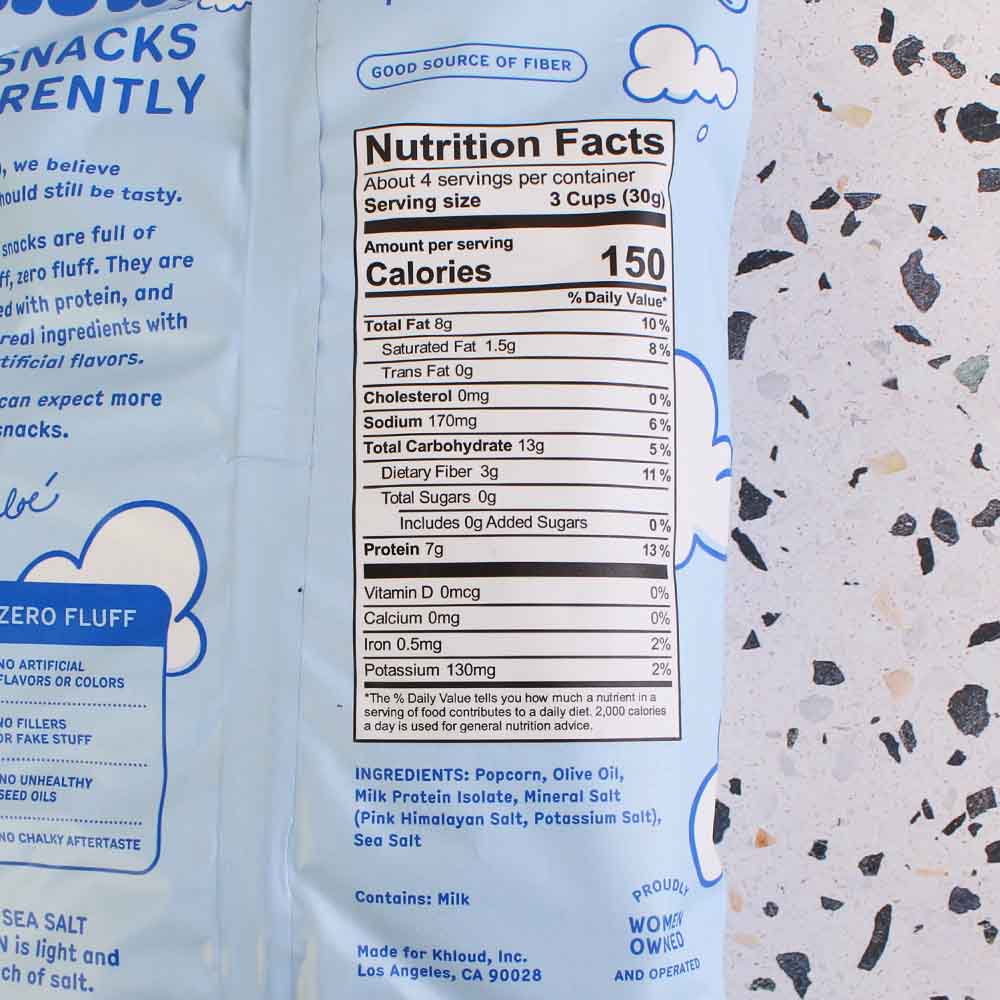 SNACKS
RENTLY
, we believe
hould still be tasty.
snacks are full of
ff, zero fluff. They are
ed with protein, and
real ingredients with
tificial flavors.
can expect more
snacks.
loé
ZERO FLUFF
NO ARTIFICIAL
FLAVORS OR COLORS
NO FILLERS
OR FAKE STUFF
NO UNHEALTHY
SEED OILS
NO CHALKY AFTERTASTE
SEA SALT
N is light and
ch of salt.
GOOD SOURCE OF FIBER
Nutrition Facts
About 4 servings per container
Serving size 3 Cups (30g)
Amount per serving
Calories 150
% Daily Value*
Total Fat 8g 10%
Saturated Fat 1.5g 8%
Trans Fat 0g
Cholesterol 0mg 0%
Sodium 170mg 6%
Total Carbohydrate 13g 5%
Dietary Fiber 3g 11%
Total Sugars 0g
Includes 0g Added Sugars 0%
Protein 7g 13%
Vitamin D 0mcg 0%
Calcium 0mg 0%
Iron 0.5mg 2%
Potassium 130mg 2%
*The % Daily Value tells you how much a nutrient in a
serving of food contributes to a daily diet. 2,000 calories
a day is used for general nutrition advice.
INGREDIENTS: Popcorn, Olive Oil,
Milk Protein Isolate, Mineral Salt
(Pink Himalayan Salt, Potassium Salt),
Sea Salt
Contains: Milk
Made for Khloud, Inc.
Los Angeles, CA 90028
PROUDLY
WOMEN
OWNED
AND OPERATED